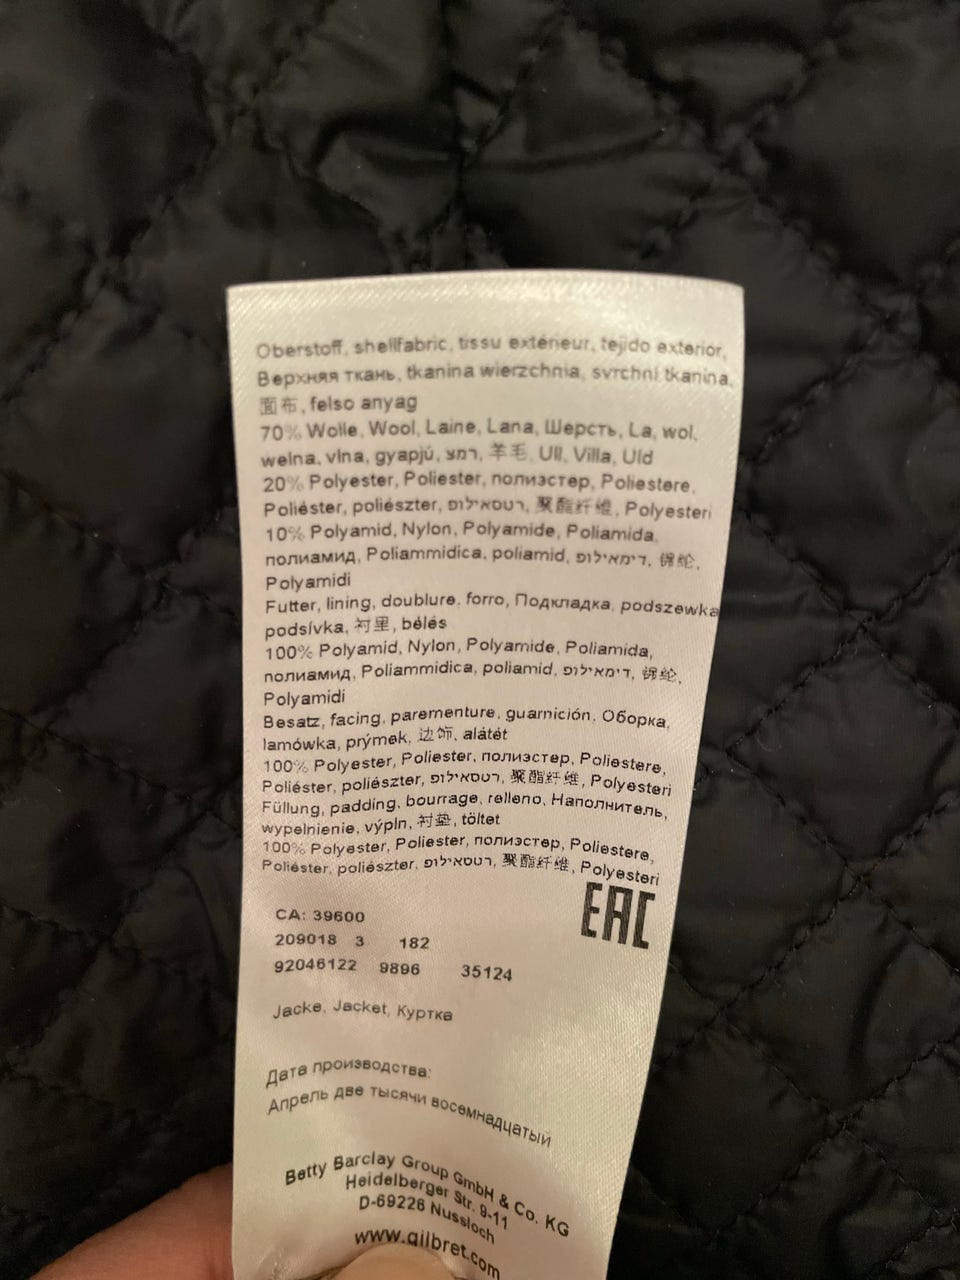 Oberstoff, shellfabric, tissu extérieur, tejido exterior,
Верхняя ткань, tkanina wierzchnia, svrchni tkanina,
面布, felso anyag
70% Wolle, Wool, Laine, Lana, Шерсть, La, wol,
welna, vlna, gyapjú, רמצ, 羊毛, Ull, Villa, Uld
20% Polyester, Poliester, полиэстер, Poliestere,
Poliéster, poliészter, רטסאילופ, 聚酯纤维, Polyesteri
10% Polyamid, Nylon, Polyamide, Poliamida,
полиамид, Poliammidica, poliamid, דימאילופ, 锦纶,
Polyamidi
Futter, lining, doublure, forro, Подкладка, podszewka
podsívka, 衬里, bélés
100% Polyamid, Nylon, Polyamide, Poliamida,
полиамид, Poliammidica, poliamid, דימאילופ, 锦纶,
Polyamidi
Besatz, facing, parementure, guarnición, Оборка,
lamówka, prýmek, 边饰, alátét
100% Polyester, Poliester, полиэстер, Poliestere,
Poliéster, poliészter, רטסאילופ, 聚酯纤维, Polyesteri
Füllung, padding, bourrage, relleno, Наполнитель,
wypelnienie, výpln, 衬垫, töltet
100% Polyester, Poliester, полиэстер, Poliestere,
Poliéster, poliészter, רטסאילופ, 聚酯纤维, Polyesteri
EAC
CA: 39600
209018 3 182
92046122 9896 35124
Jacke, Jacket, Куртка
Дата производства:
Апрель две тысячи восемнадцатый
Betty Barclay Group GmbH & Co. KG
Heidelberger Str. 9-11
D-69226 Nussloch
www.gilbret.com